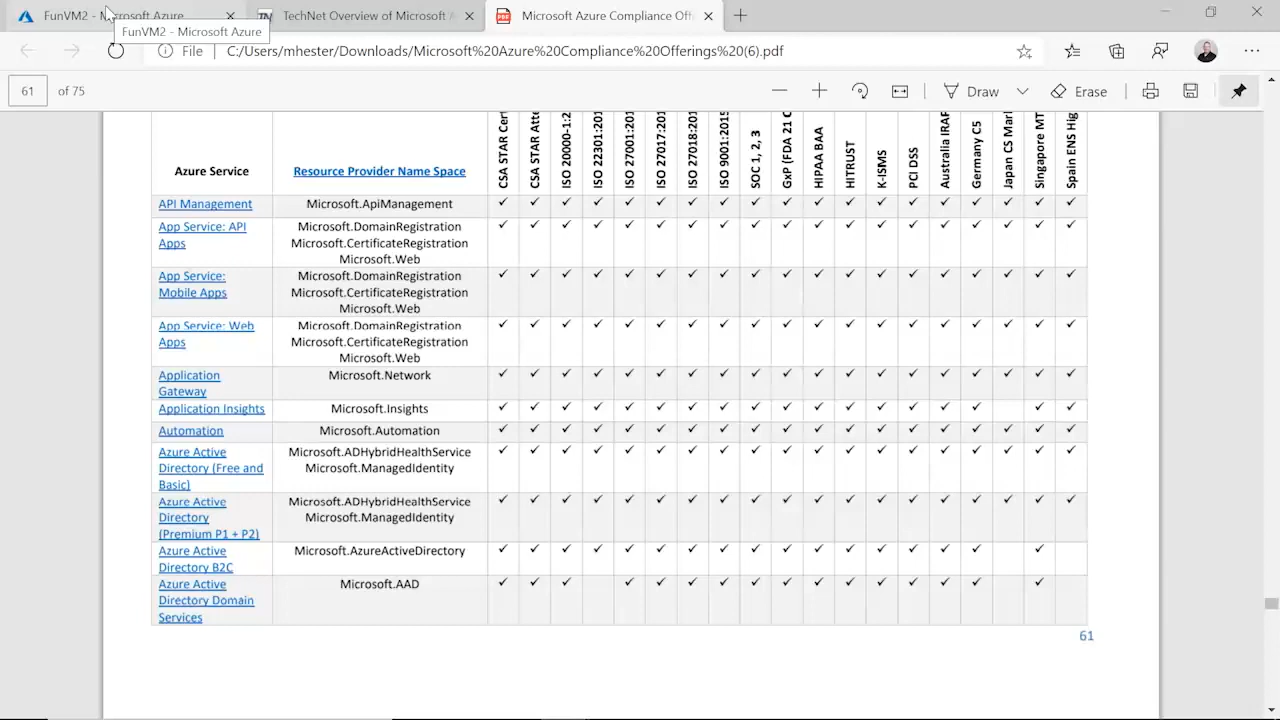 FunVM2 - Microsoft Azure
TechNet Overview of Microsoft
Microsoft Azure Compliance Off
FunVM2 - Microsoft Azure
File
C:/Users/mhester/Downloads/Microsoft%20Azure%20Compliance%20Offerings%20(6).pdf
61
of 75
Draw
Erase
Azure Service
Resource Provider Name Space
CSA STAR Cer
CSA STAR Att
ISO 20000-1:2
ISO 22301:201
ISO 27001:201
ISO 27017:201
ISO 27018:201
ISO 9001:2015
SOC 1, 2, 3
GxP (FDA 21 C
HIPAA BAA
HITRUST
K-ISMS
PCI DSS
Australia IRAP
Germany C5
Japan CS Mar
Singapore MT
Spain ENS Hig
API Management
Microsoft.ApiManagement
✓ ✓ ✓ ✓ ✓ ✓ ✓ ✓ ✓ ✓ ✓ ✓ ✓ ✓ ✓ ✓ ✓ ✓ ✓
App Service: API
Apps
Microsoft.DomainRegistration
Microsoft.CertificateRegistration
Microsoft.Web
✓ ✓ ✓ ✓ ✓ ✓ ✓ ✓ ✓ ✓ ✓ ✓ ✓ ✓ ✓ ✓ ✓ ✓ ✓
App Service:
Mobile Apps
Microsoft.DomainRegistration
Microsoft.CertificateRegistration
Microsoft.Web
✓ ✓ ✓ ✓ ✓ ✓ ✓ ✓ ✓ ✓ ✓ ✓ ✓ ✓ ✓ ✓ ✓ ✓ ✓
App Service: Web
Apps
Microsoft.DomainRegistration
Microsoft.CertificateRegistration
Microsoft.Web
✓ ✓ ✓ ✓ ✓ ✓ ✓ ✓ ✓ ✓ ✓ ✓ ✓ ✓ ✓ ✓ ✓ ✓ ✓
Application
Gateway
Microsoft.Network
✓ ✓ ✓ ✓ ✓ ✓ ✓ ✓ ✓ ✓ ✓ ✓ ✓ ✓ ✓ ✓ ✓ ✓ ✓
Application Insights
Microsoft.Insights
✓ ✓ ✓ ✓ ✓ ✓ ✓ ✓ ✓ ✓ ✓ ✓ ✓ ✓ ✓ ✓ ✓ ✓
Automation
Microsoft.Automation
✓ ✓ ✓ ✓ ✓ ✓ ✓ ✓ ✓ ✓ ✓ ✓ ✓ ✓ ✓ ✓ ✓ ✓ ✓
Azure Active
Directory (Free and
Basic)
Microsoft.ADHybridHealthService
Microsoft.ManagedIdentity
✓ ✓ ✓ ✓ ✓ ✓ ✓ ✓ ✓ ✓ ✓ ✓ ✓ ✓ ✓ ✓ ✓ ✓ ✓
Azure Active
Directory
(Premium P1 + P2)
Microsoft.ADHybridHealthService
Microsoft.ManagedIdentity
✓ ✓ ✓ ✓ ✓ ✓ ✓ ✓ ✓ ✓ ✓ ✓ ✓ ✓ ✓ ✓ ✓ ✓ ✓
Azure Active
Directory B2C
Microsoft.AzureActiveDirectory
✓ ✓ ✓ ✓ ✓ ✓ ✓ ✓ ✓ ✓ ✓ ✓ ✓ ✓ ✓ ✓ ✓
Azure Active
Directory Domain
Services
Microsoft.AAD
✓ ✓ ✓ ✓ ✓ ✓ ✓ ✓ ✓ ✓ ✓ ✓ ✓ ✓ ✓ ✓
61